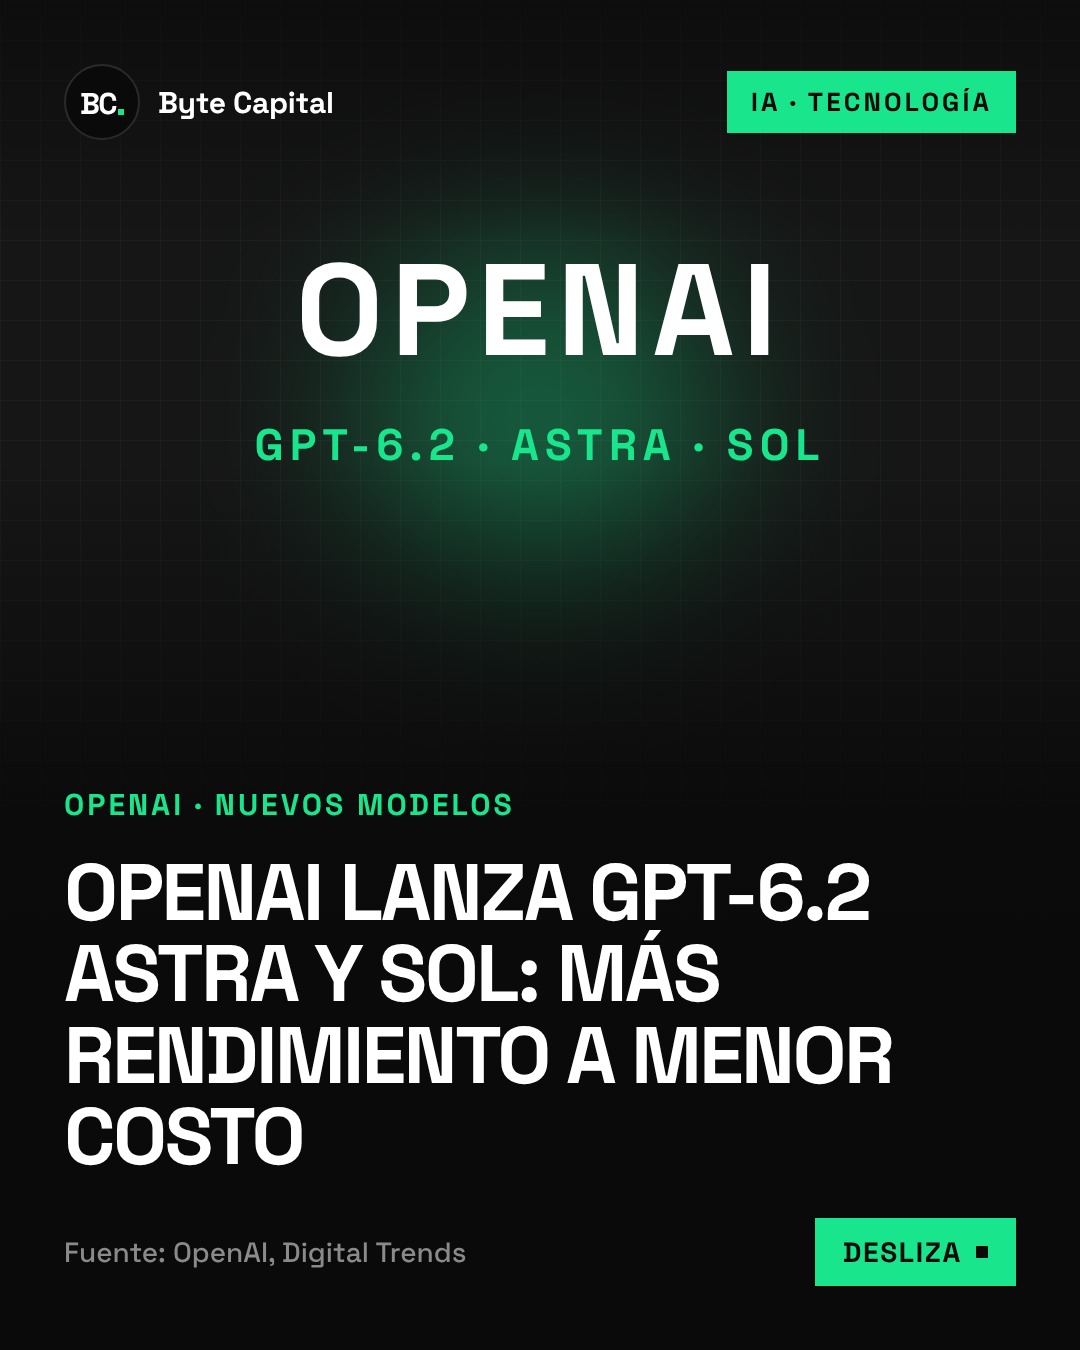 BC.
Byte Capital
IA · TECNOLOGÍA
OPENAI
GPT-6.2 · ASTRA · SOL
OPENAI · NUEVOS MODELOS
OPENAI LANZA GPT-6.2
ASTRA Y SOL: MÁS
RENDIMIENTO A MENOR
COSTO
Fuente: OpenAI, Digital Trends
DESLIZA